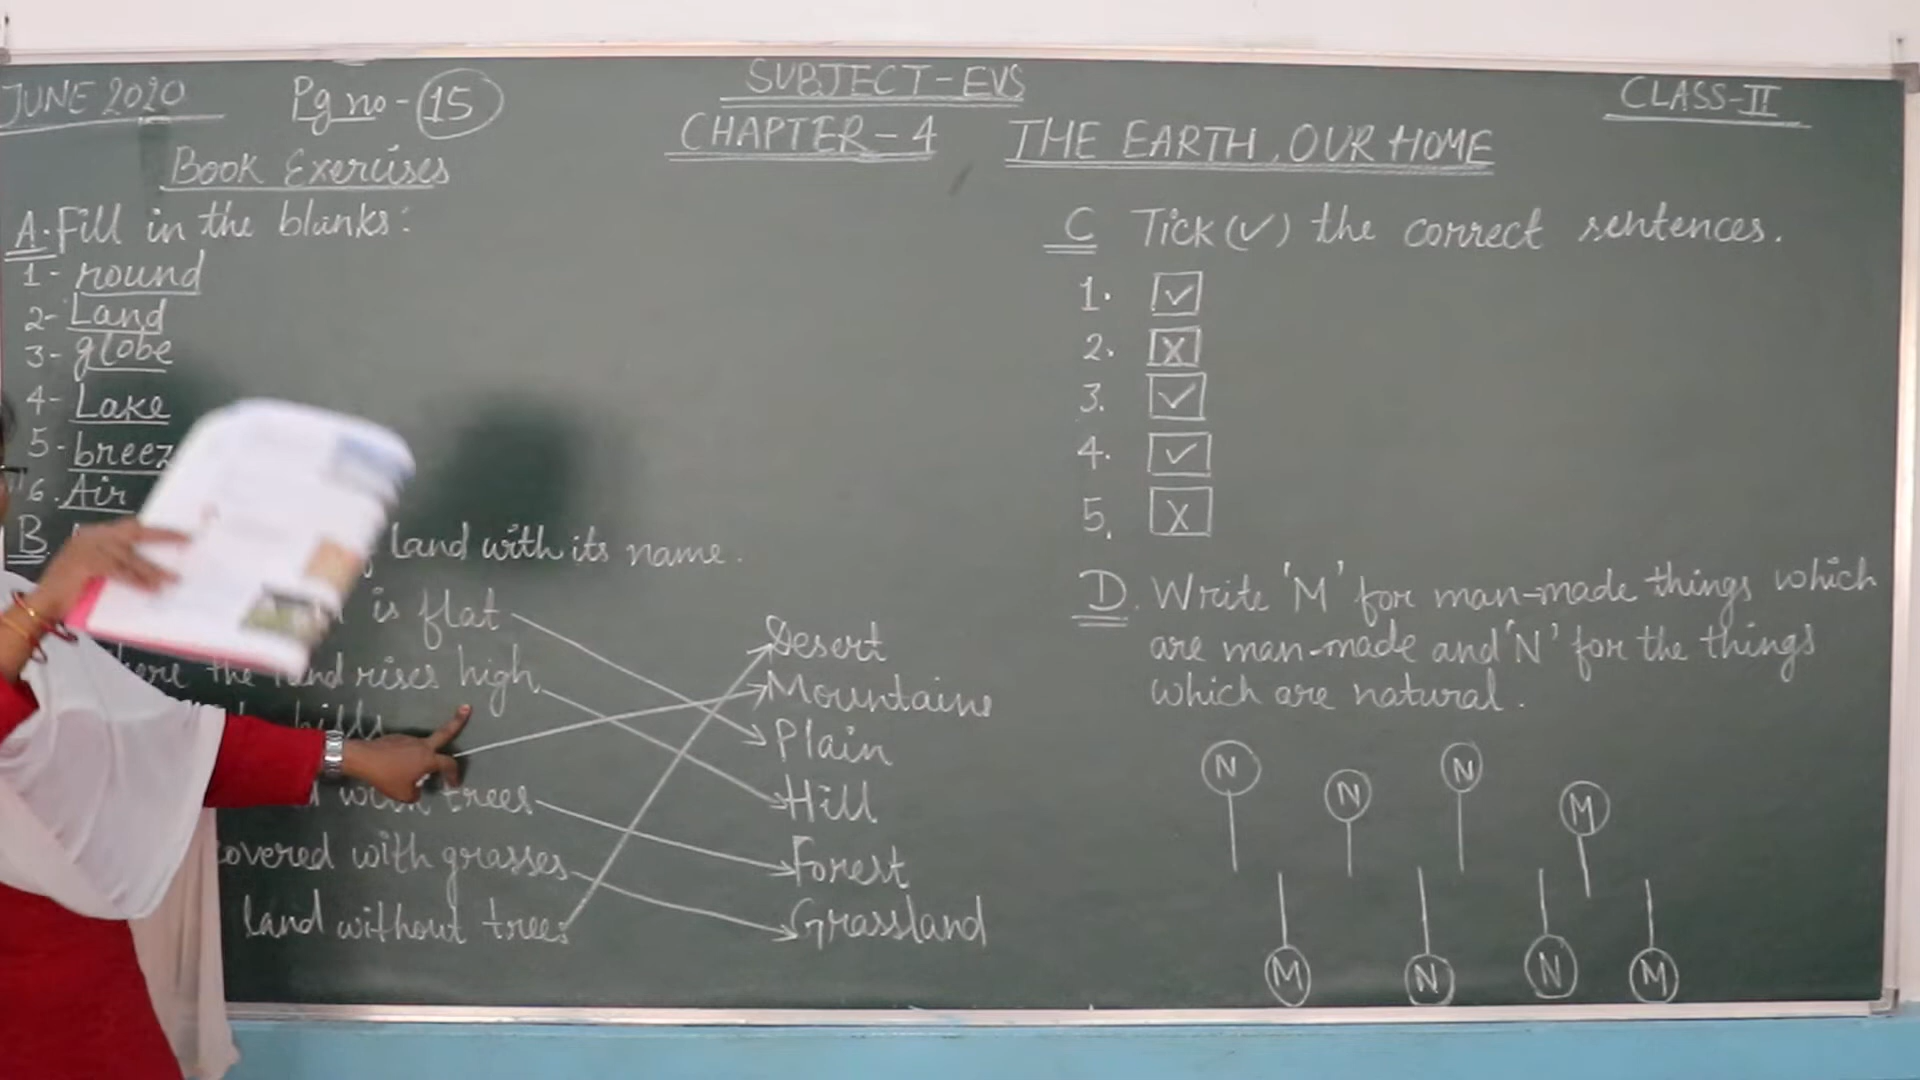 JUNE 2020
Pg no - 15
SUBJECT-EVS
CLASS-II
CHAPTER-4 THE EARTH, OUR HOME
Book Exercises
A. Fill in the blanks:
1- round
2- Land
3- globe
4- Lake
5- breez
6. Air
B
land with its name.
is flat
the land rises high
hills
with trees
covered with grasses
land without trees
Desert
Mountains
Plain
Hill
Forest
Grassland
C Tick (✓) the correct sentences.
1. ✓
2. X
3. ✓
4. ✓
5. X
D. Write 'M' for man-made things which
are man-made and 'N' for the things
which are natural.
N N N M
M N N M